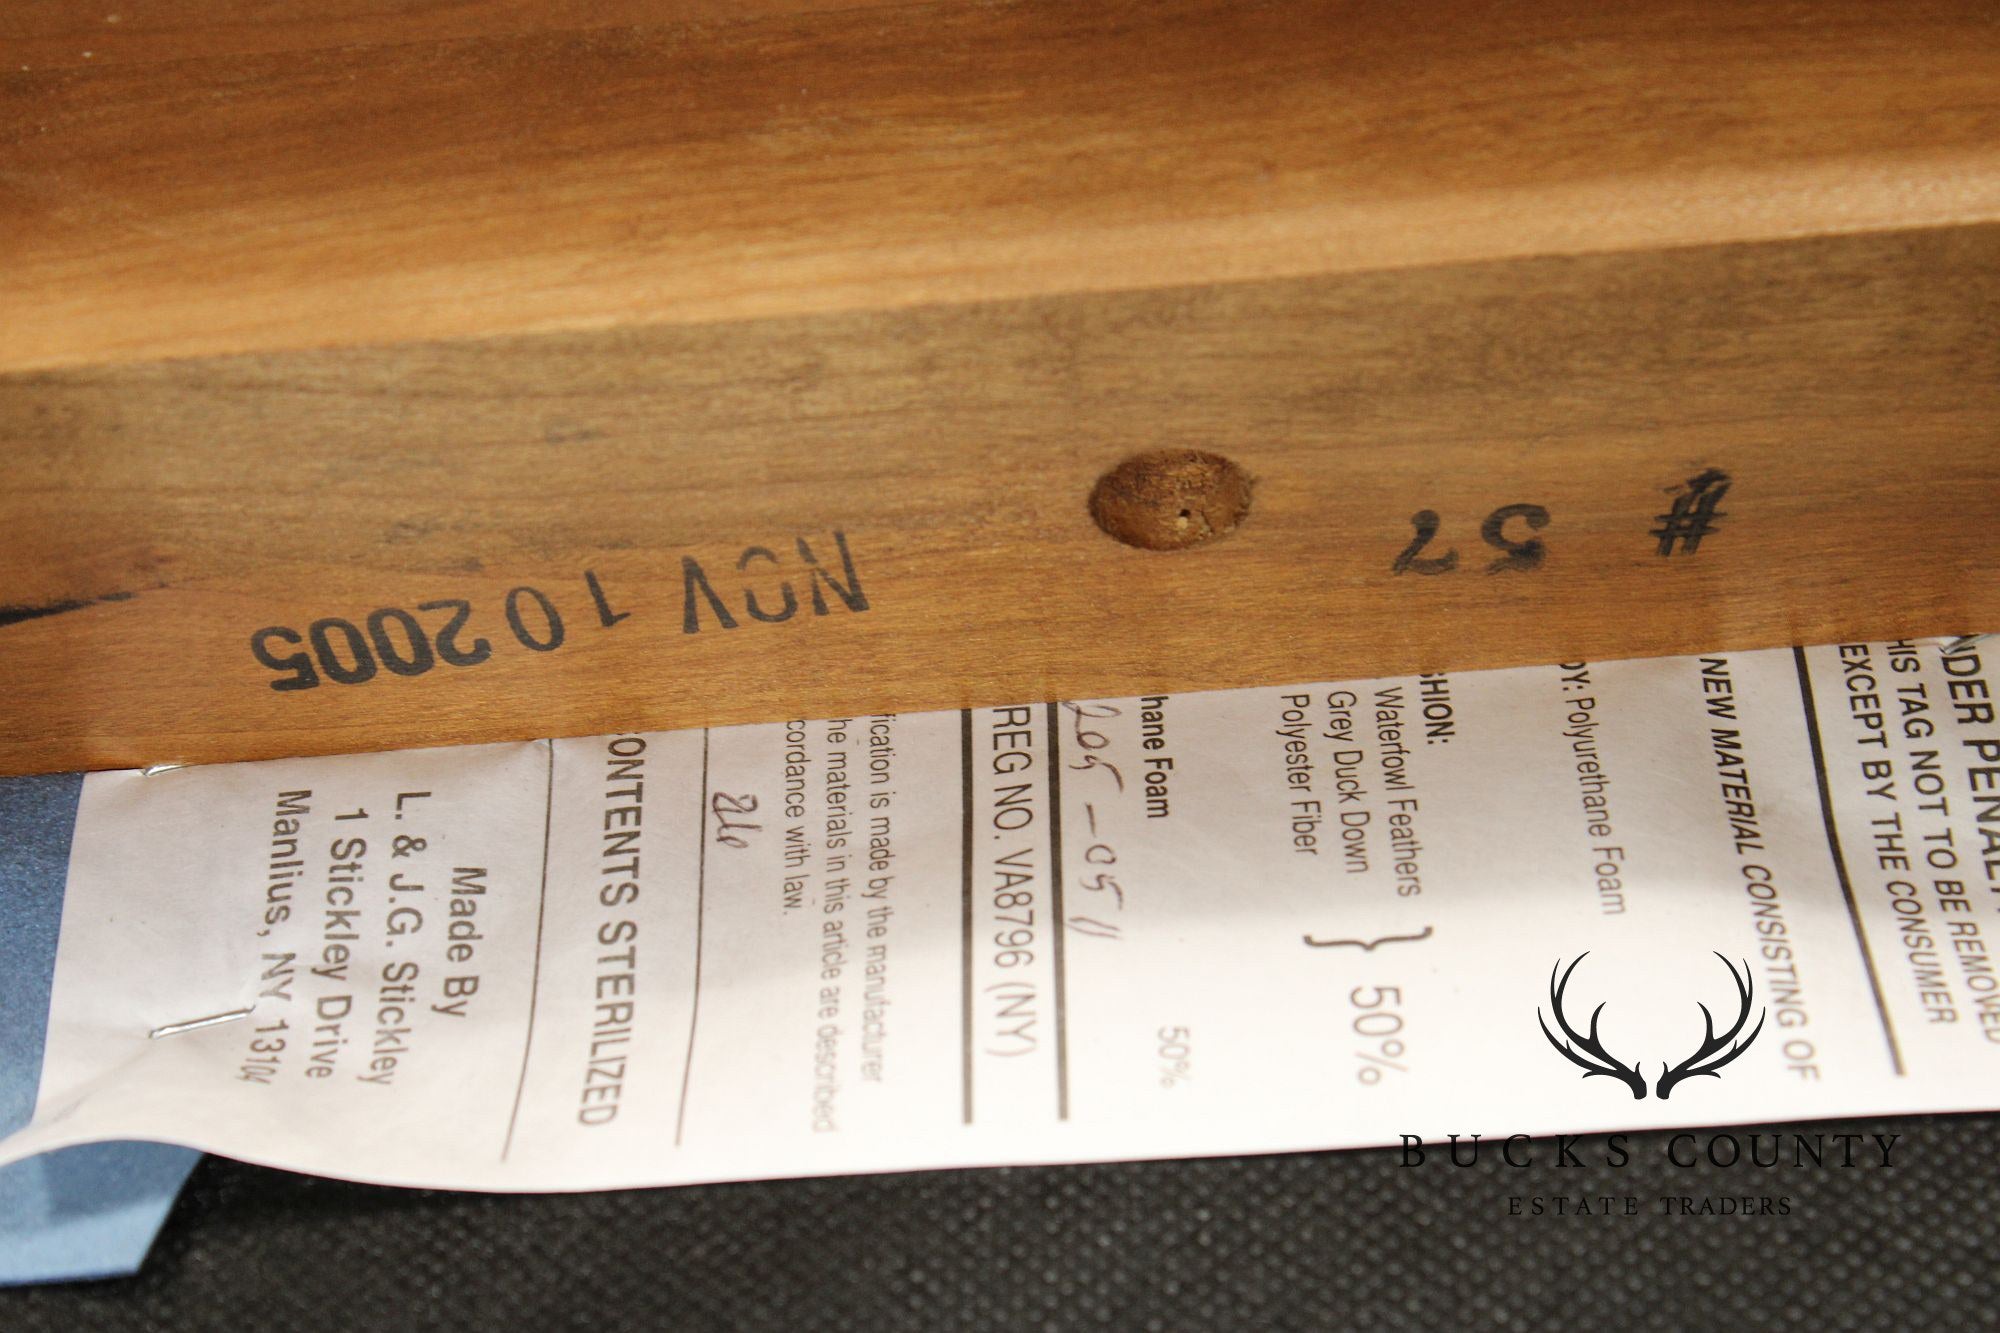 # 57
NOV 10 2005
NDER PENAL
HIS TAG NOT TO BE REMOVED
EXCEPT BY THE CONSUMER
NEW MATERIAL CONSISTING OF
DY: Polyurethane Foam
SHION:
Waterfowl Feathers
Grey Duck Down } 50%
Polyester Fiber
hane Foam 50%
205-0511
REG NO. VA8796 (NY)
fication is made by the manufacturer
he materials in this article are described
cordance with law.
ONTENTS STERILIZED
Made By
L. & J.G. Stickley
1 Stickley Drive
Manlius, NY 13104
BUCKS COUNTY
ESTATE TRADERS